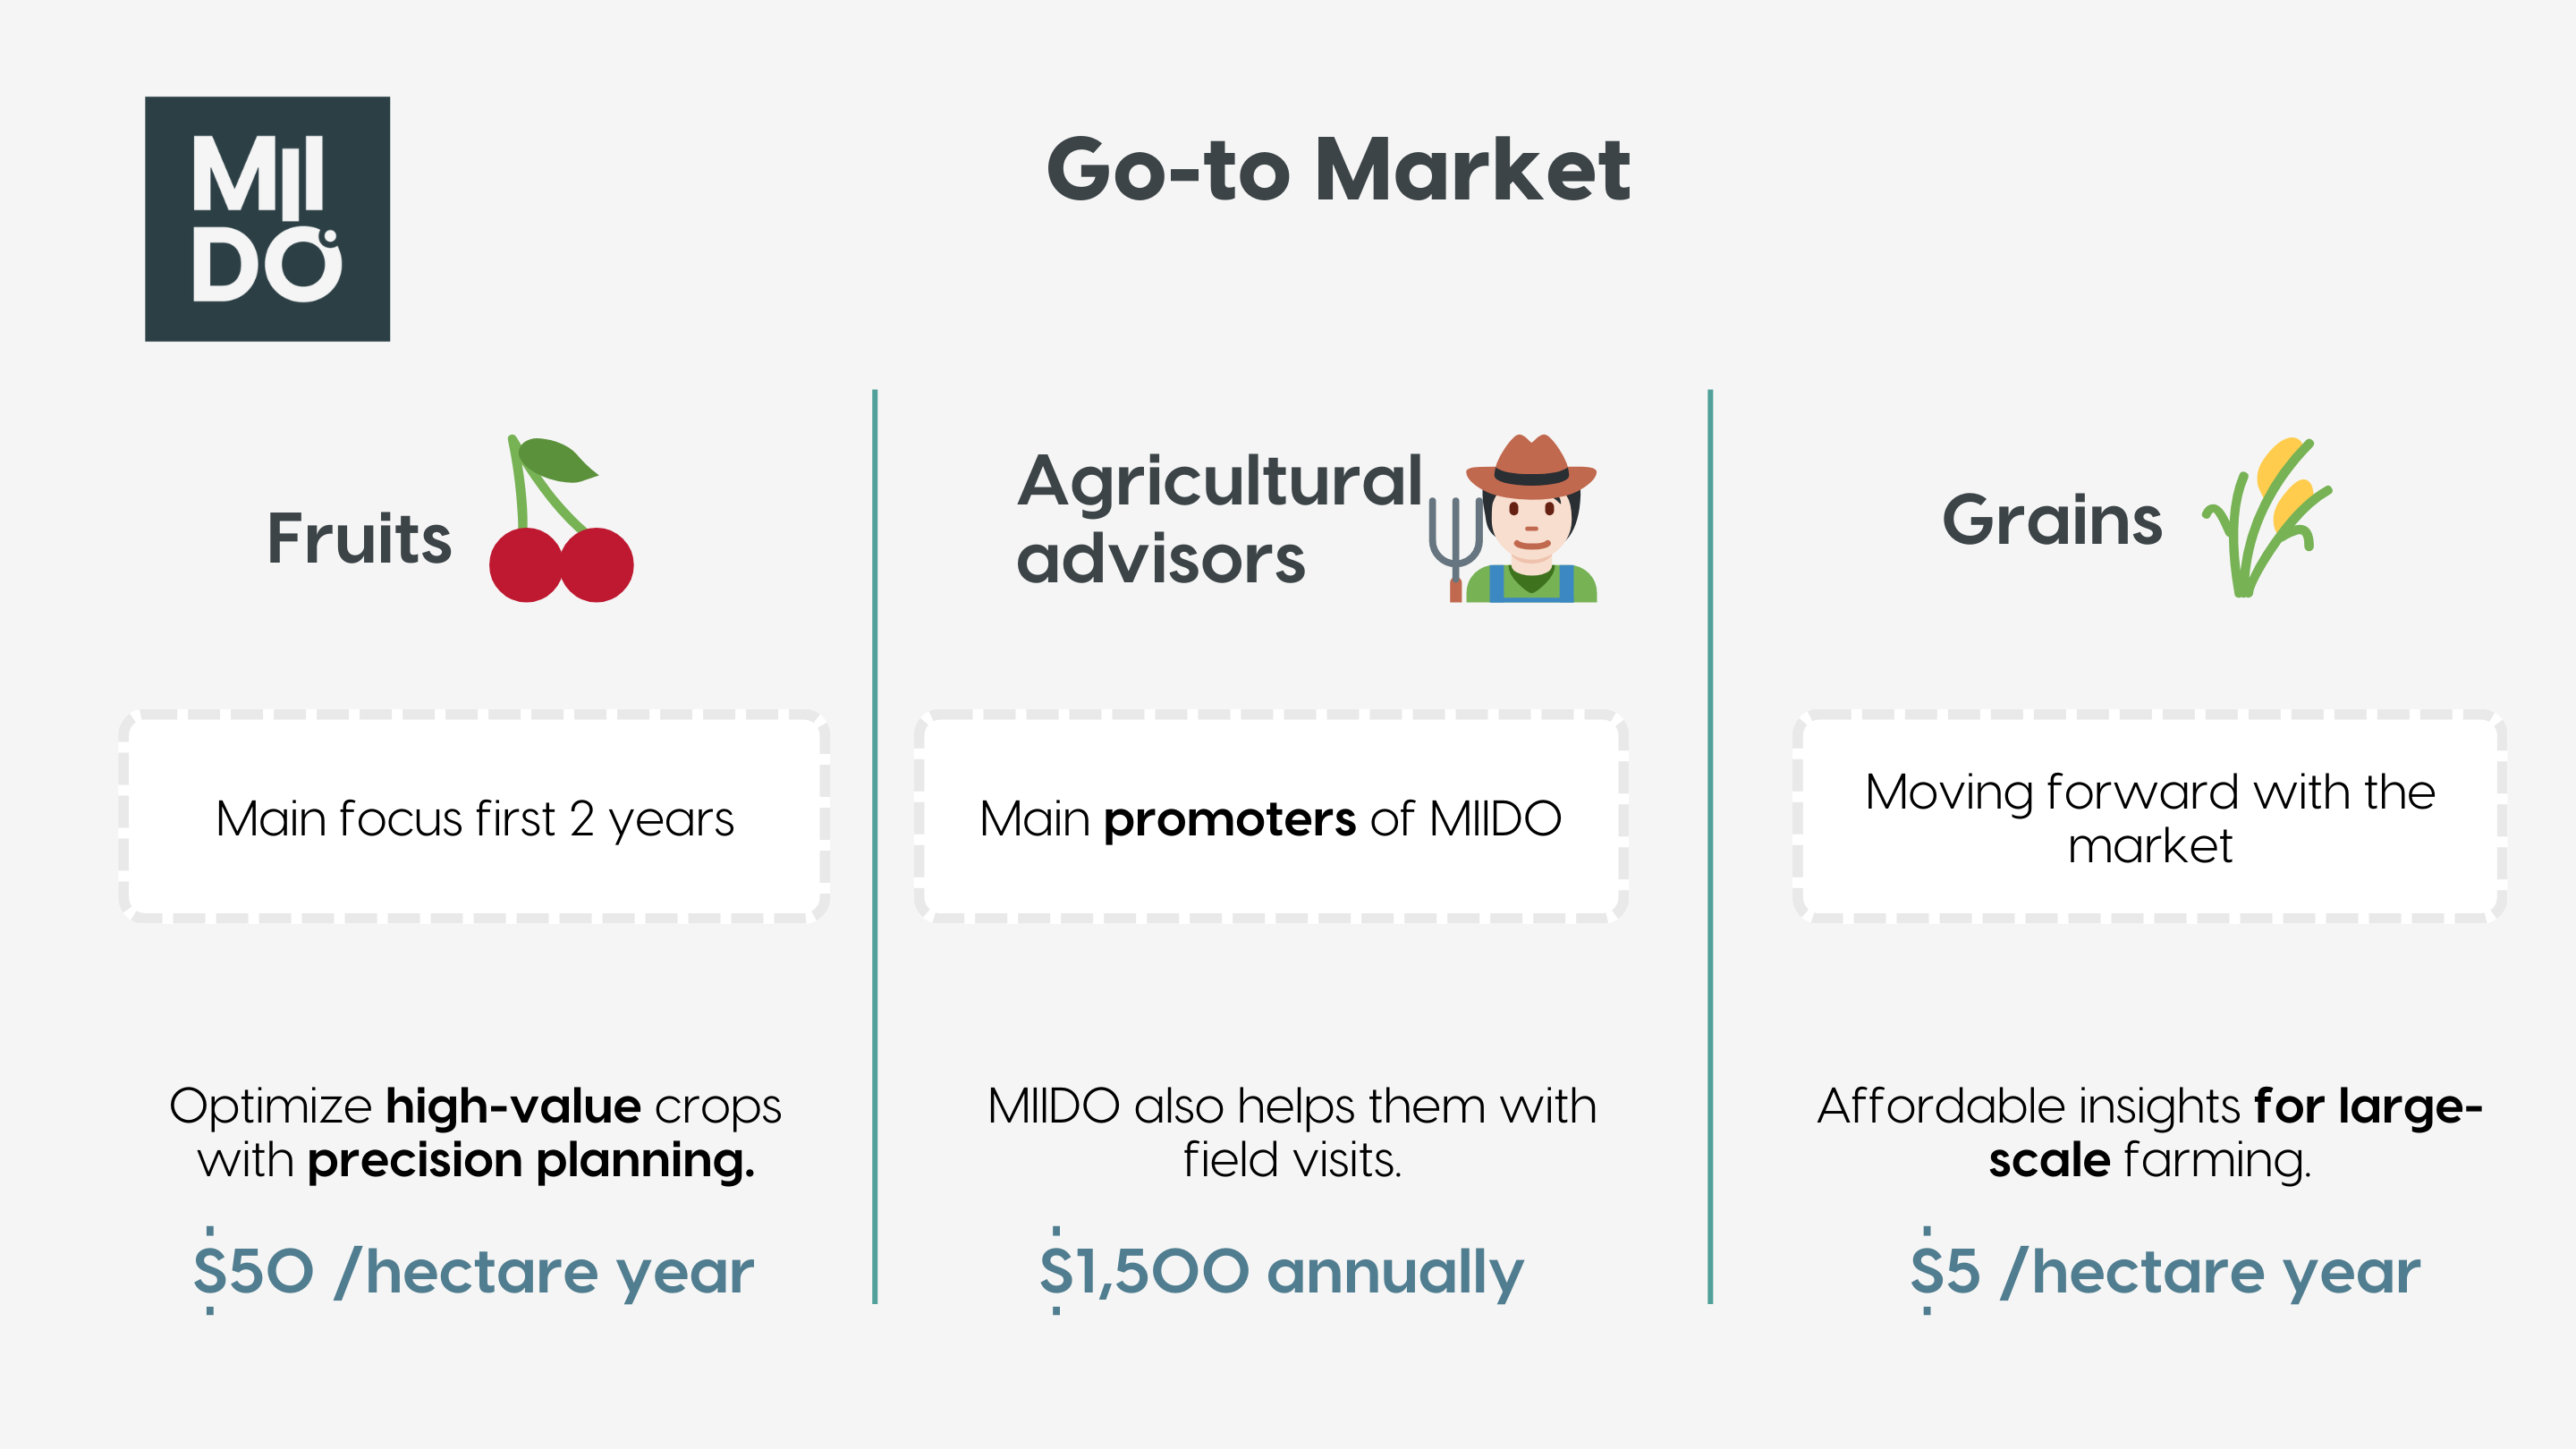 MIIDO
Go-to Market
Fruits
Main focus first 2 years
Optimize high-value crops
with precision planning.
$50 /hectare year
Agricultural
advisors
Main promoters of MIIDO
MIIDO also helps them with
field visits.
$1,500 annually
Grains
Moving forward with the
market
Affordable insights for large-
scale farming.
$5 /hectare year